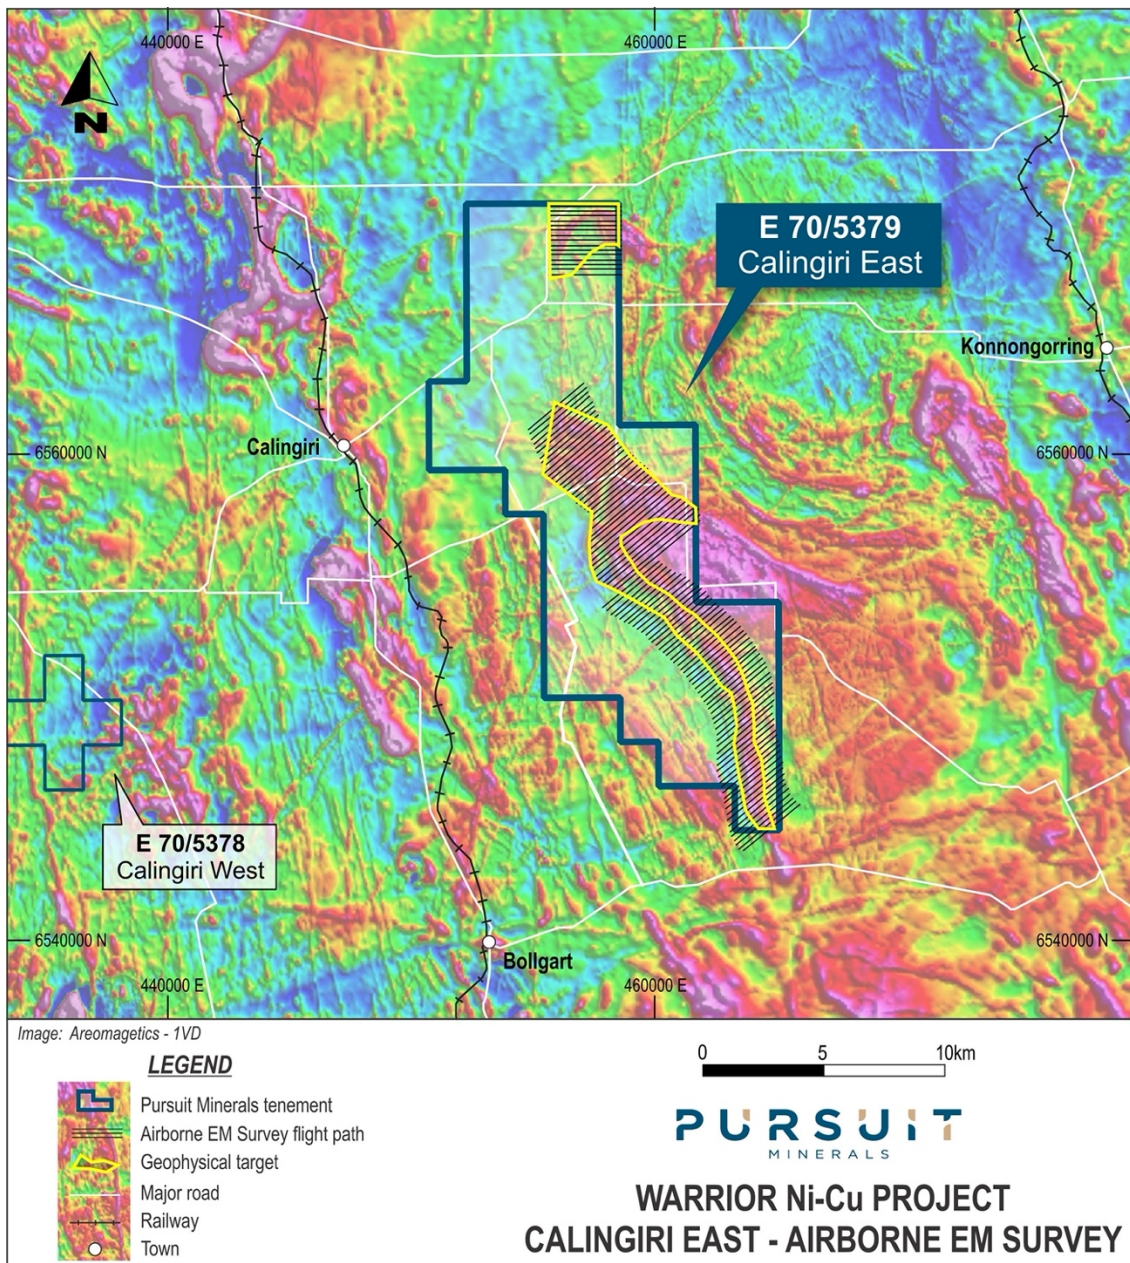 440000 E
460000 E
N
E 70/5379
Calingiri East
Konnongorring
Calingiri
6560000 N
6560000 N
E 70/5378
Calingiri West
6540000 N
6540000 N
Bollgart
440000 E
460000 E
Image: Areomagetics - 1VD
LEGEND
Pursuit Minerals tenement
Airborne EM Survey flight path
Geophysical target
Major road
Railway
Town
0 5 10km
PURSUIT
MINERALS
WARRIOR Ni-Cu PROJECT
CALINGIRI EAST - AIRBORNE EM SURVEY